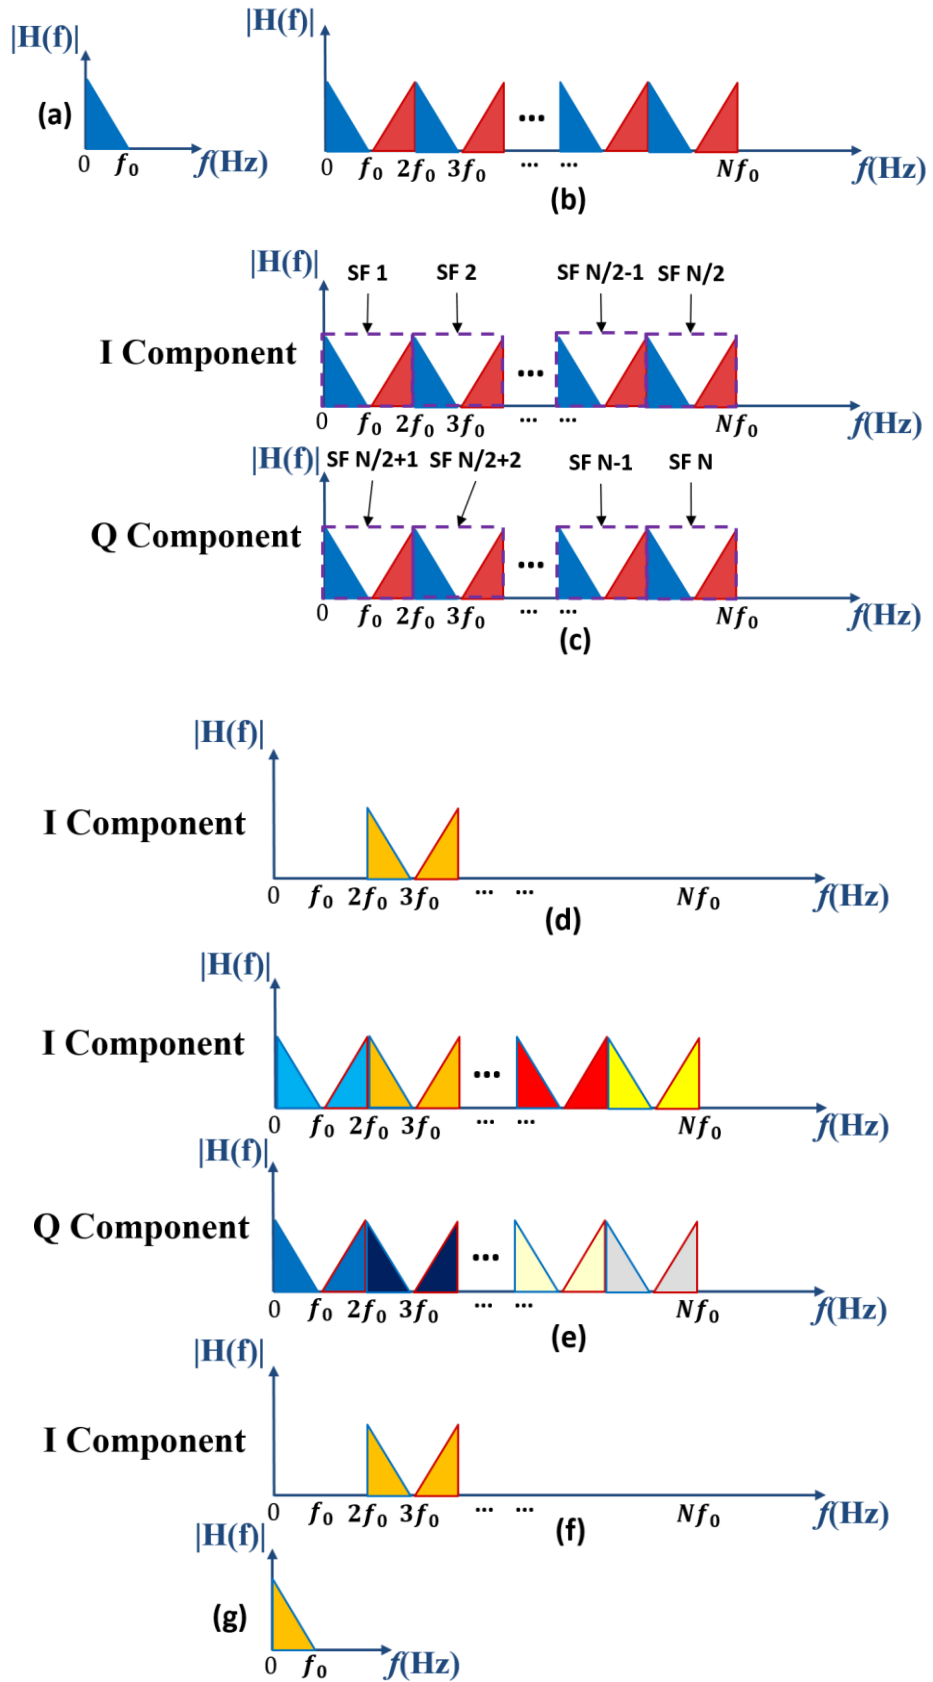 |H(f)| |H(f)|
(a)
0 f₀ f(Hz) 0 f₀ 2f₀ 3f₀ ... ... Nf₀ f(Hz)
...
(b)
|H(f)| SF 1 SF 2 SF N/2-1 SF N/2
I Component
...
0 f₀ 2f₀ 3f₀ ... ... Nf₀ f(Hz)
|H(f)| SF N/2+1 SF N/2+2 SF N-1 SF N
Q Component
...
0 f₀ 2f₀ 3f₀ ... ... Nf₀ f(Hz)
(c)
|H(f)|
I Component
0 f₀ 2f₀ 3f₀ ... ... Nf₀ f(Hz)
(d)
|H(f)|
I Component
...
0 f₀ 2f₀ 3f₀ ... ... Nf₀ f(Hz)
|H(f)|
Q Component
...
0 f₀ 2f₀ 3f₀ ... ... Nf₀ f(Hz)
(e)
|H(f)|
I Component
0 f₀ 2f₀ 3f₀ ... ... Nf₀ f(Hz)
(f)
|H(f)|
(g)
0 f₀ f(Hz)